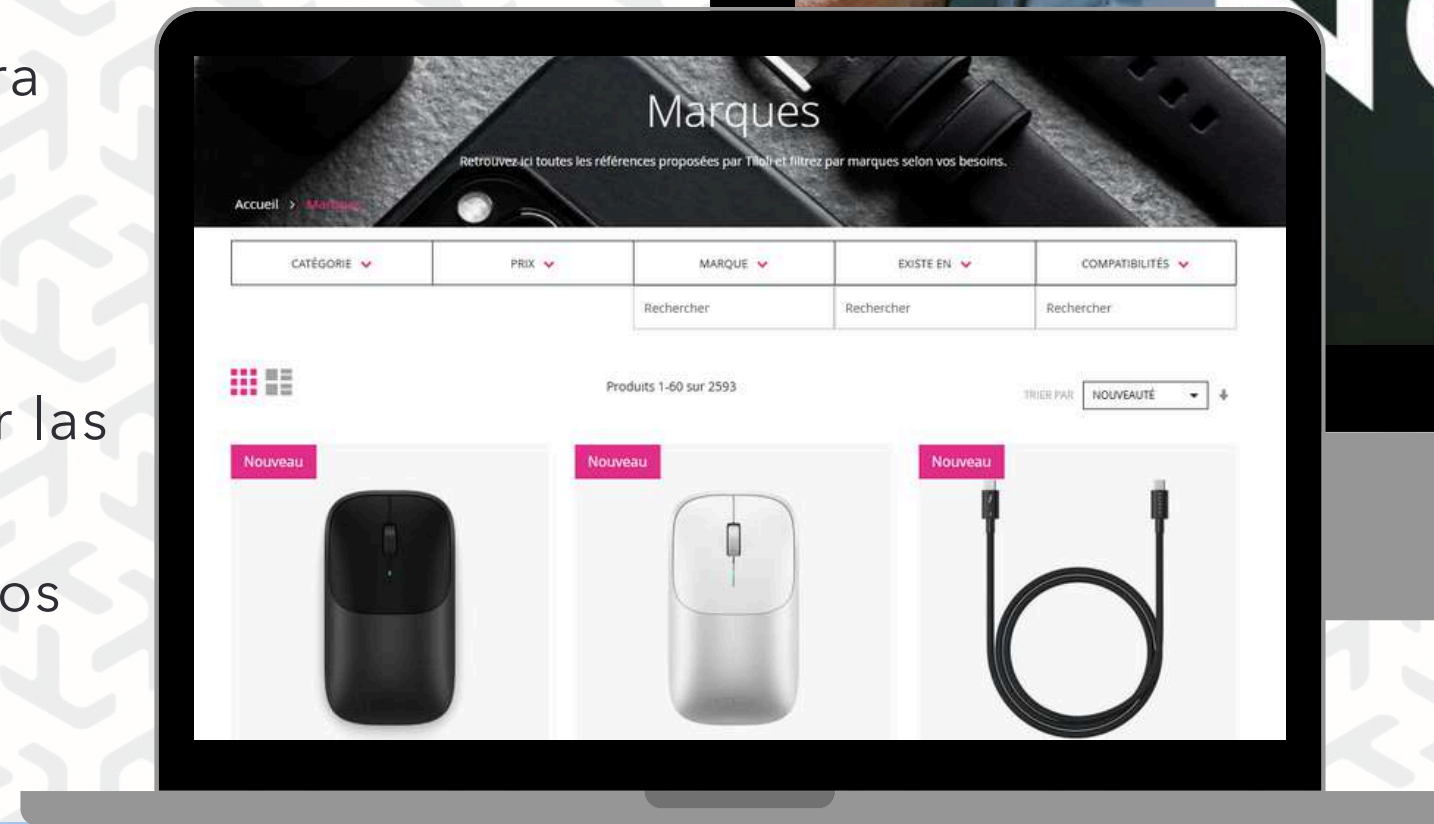 ra
r las
os
Marques
Retrouvez ici toutes les références proposées par Tiloli et filtrez par marques selon vos besoins.
Accueil > Marques
CATÉGORIE PRIX MARQUE EXISTE EN COMPATIBILITÉS
Rechercher Rechercher Rechercher
Produits 1-60 sur 2593
TRIER PAR NOUVEAUTÉ
Nouveau Nouveau Nouveau